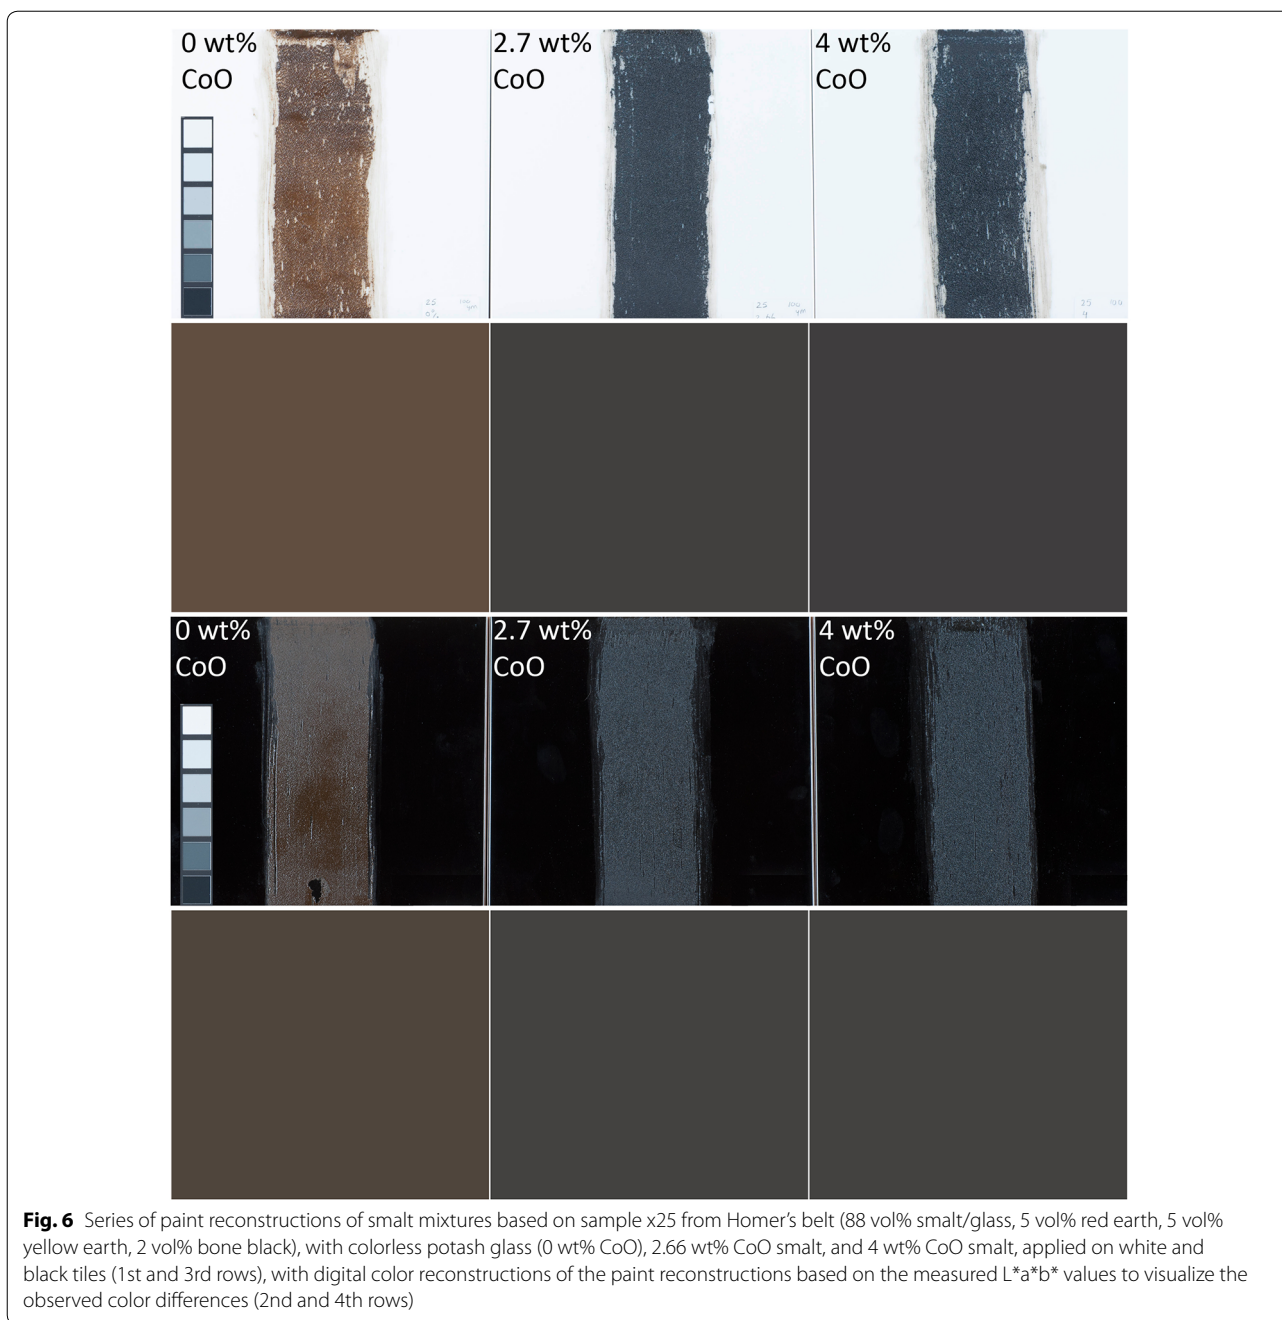 0 wt%
CoO
2.7 wt%
CoO
4 wt%
CoO
25
0%
25
0 wt%
CoO
2.7 wt%
CoO
4 wt%
CoO
Fig. 6 Series of paint reconstructions of smalt mixtures based on sample x25 from Homer's belt (88 vol% smalt/glass, 5 vol% red earth, 5 vol%
yellow earth, 2 vol% bone black), with colorless potash glass (0 wt% CoO), 2.66 wt% CoO smalt, and 4 wt% CoO smalt, applied on white and
black tiles (1st and 3rd rows), with digital color reconstructions of the paint reconstructions based on the measured L*a*b* values to visualize the
observed color differences (2nd and 4th rows)